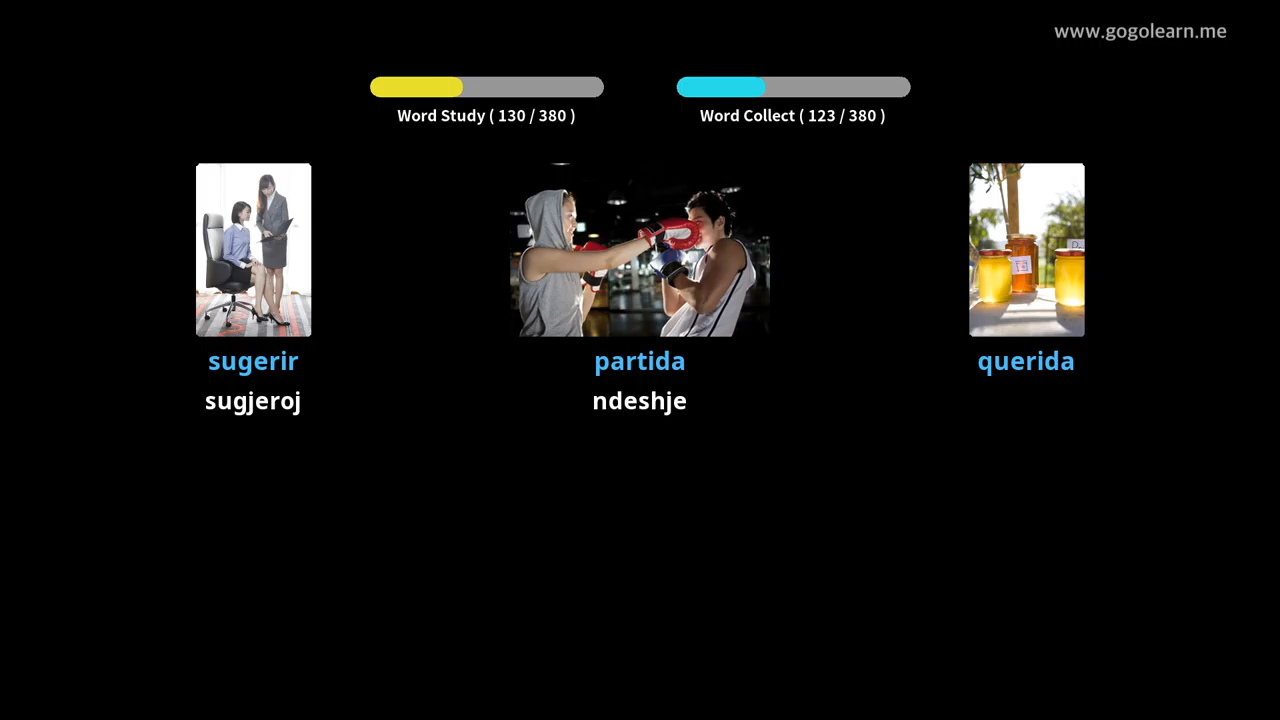 www.gogolearn.me
Word Study ( 130 / 380 )
Word Collect ( 123 / 380 )
sugerir
sugjeroj
partida
ndeshje
querida